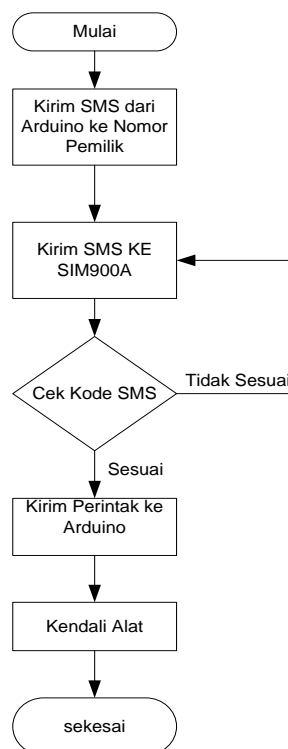 Mulai
Kirim SMS dari
Arduino ke Nomor
Pemilik
Kirim SMS KE
SIM900A
Cek Kode SMS
Tidak Sesuai
Sesuai
Kirim Perintak ke
Arduino
Kendali Alat
sekesai